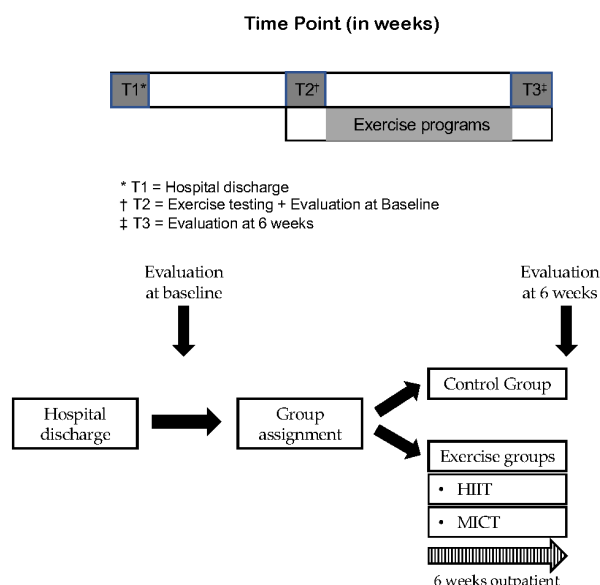 Time Point (in weeks)
T1* T2† T3‡
Exercise programs
* T1 = Hospital discharge
† T2 = Exercise testing + Evaluation at Baseline
‡ T3 = Evaluation at 6 weeks
Evaluation
at baseline
Evaluation
at 6 weeks
Hospital
discharge
Group
assignment
Control Group
Exercise groups
• HIIT
• MICT
6 weeks outpatient